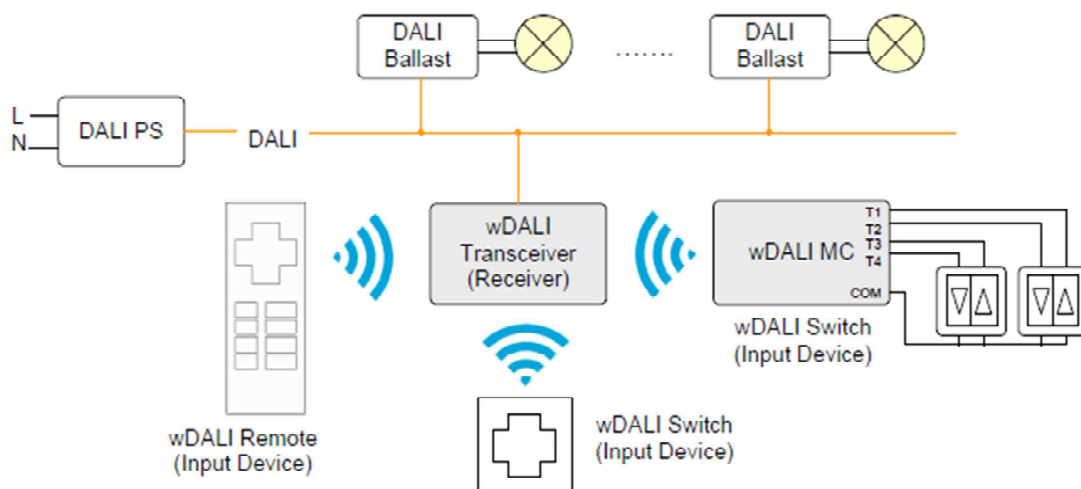 DALI
Ballast
.......
DALI
Ballast
L
N
DALI PS
DALI
wDALI
Transceiver
(Receiver)
wDALI MC
T1
T2
T3
T4
COM
wDALI Switch
(Input Device)
wDALI Remote
(Input Device)
wDALI Switch
(Input Device)